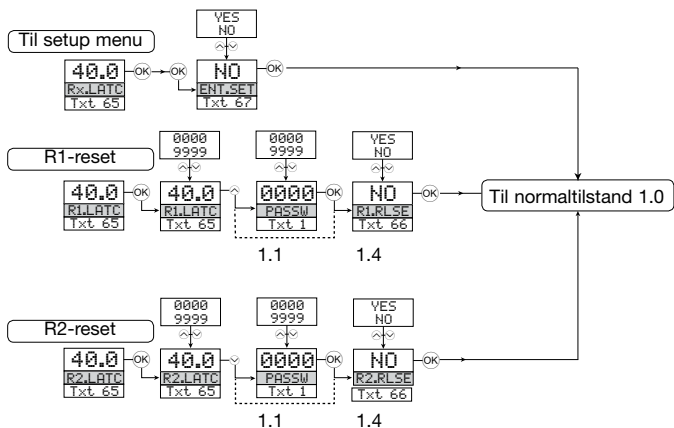 YES
NO
Til setup menu
40.0
Rx.LATC
Txt 65
OK
OK
NO
ENT.SET
Txt 67
OK
R1-reset
0000
9999
0000
9999
YES
NO
40.0
R1.LATC
Txt 65
OK
40.0
R1.LATC
Txt 65
0000
PASSW
Txt 1
OK
NO
R1.RLSE
Txt 66
OK
Til normaltilstand 1.0
1.1
1.4
R2-reset
0000
9999
0000
9999
YES
NO
40.0
R2.LATC
Txt 65
OK
40.0
R2.LATC
Txt 65
0000
PASSW
Txt 1
OK
NO
R2.RLSE
Txt 66
OK
1.1
1.4